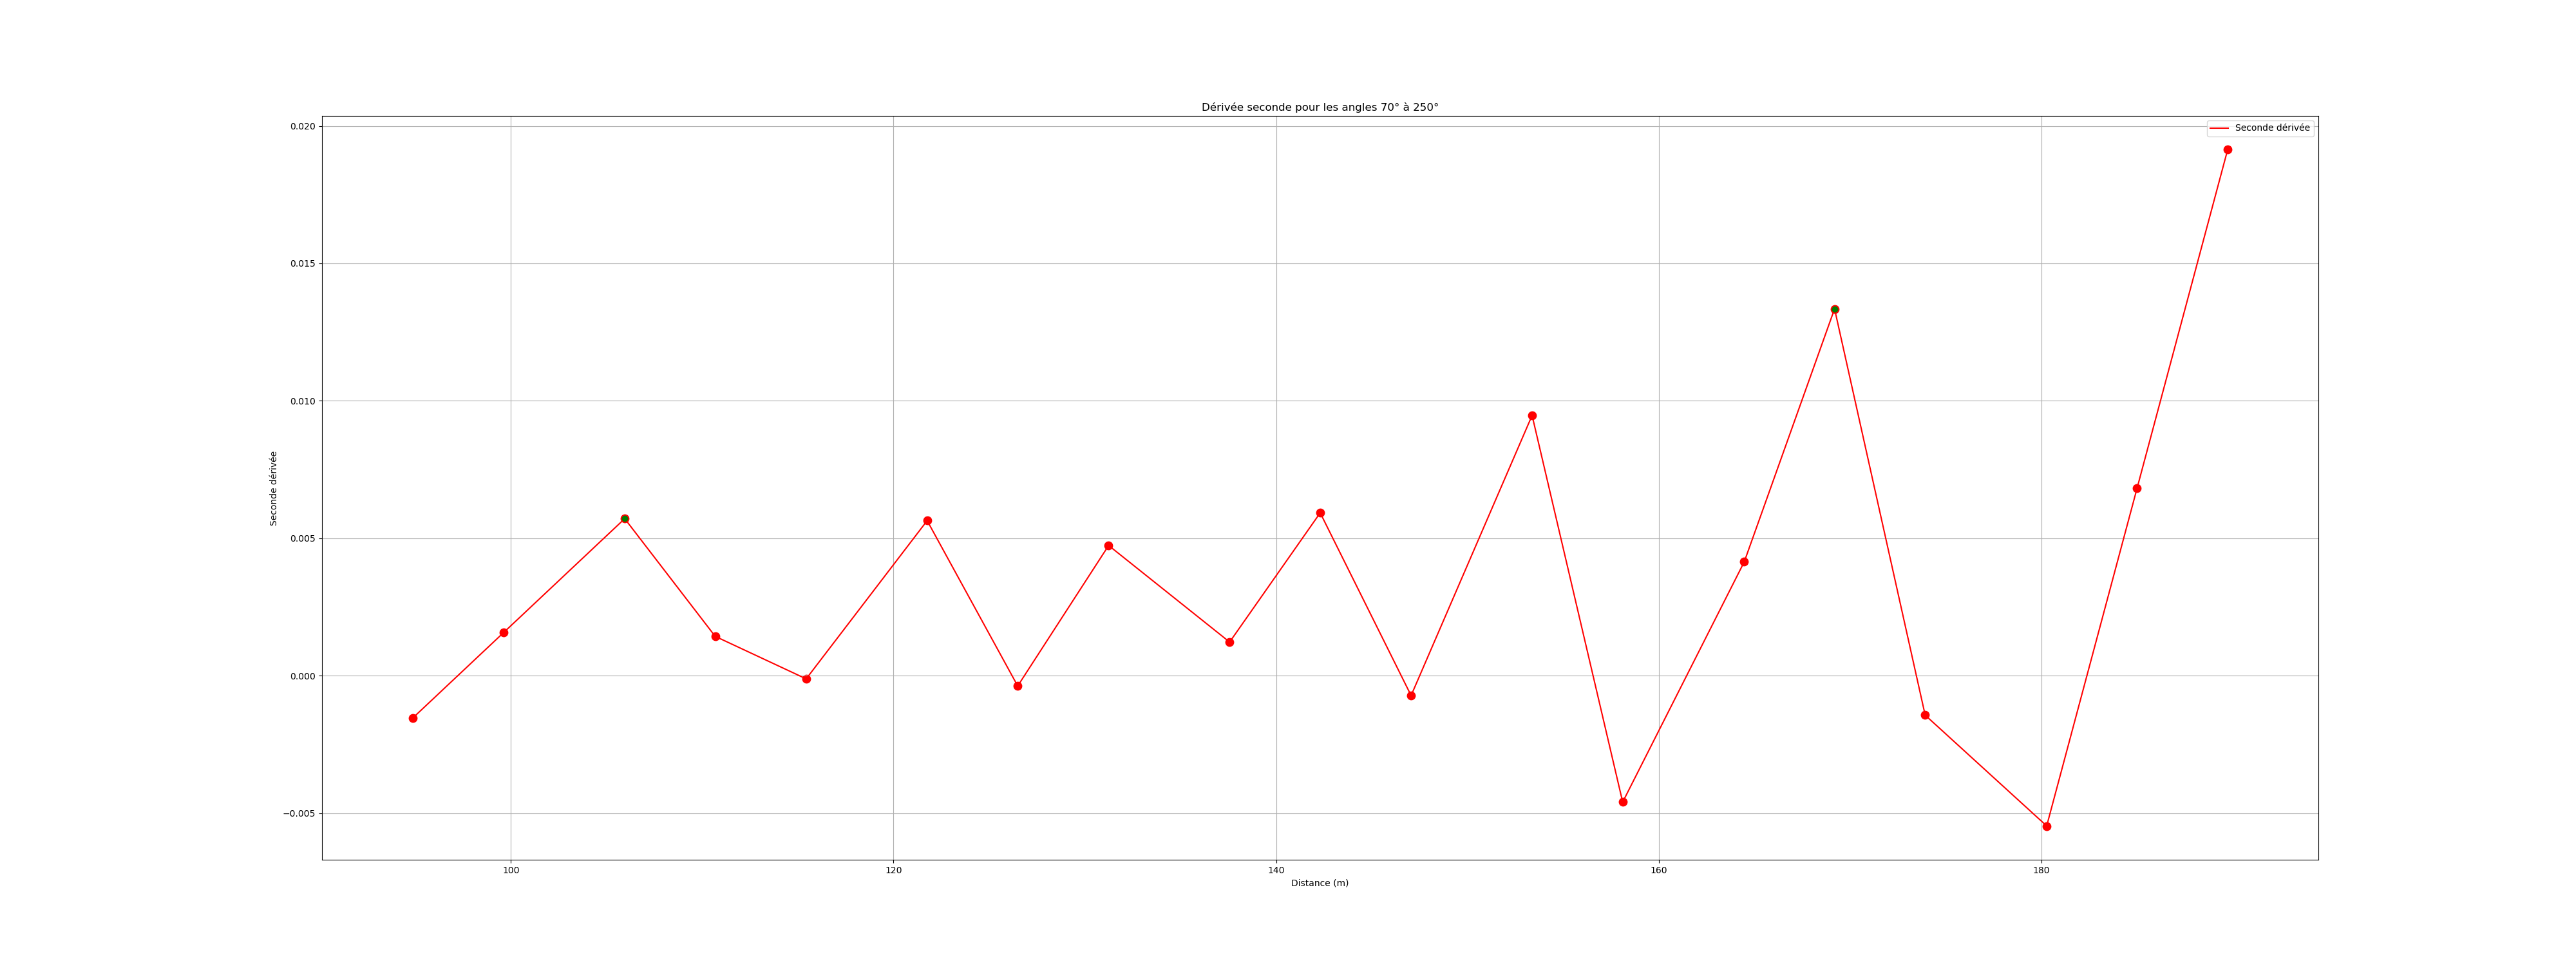 Dérivée seconde pour les angles 70° à 250°
Seconde dérivée
0.020
0.015
0.010
0.005
0.000
−0.005
Seconde dérivée
100
120
140
160
180
Distance (m)